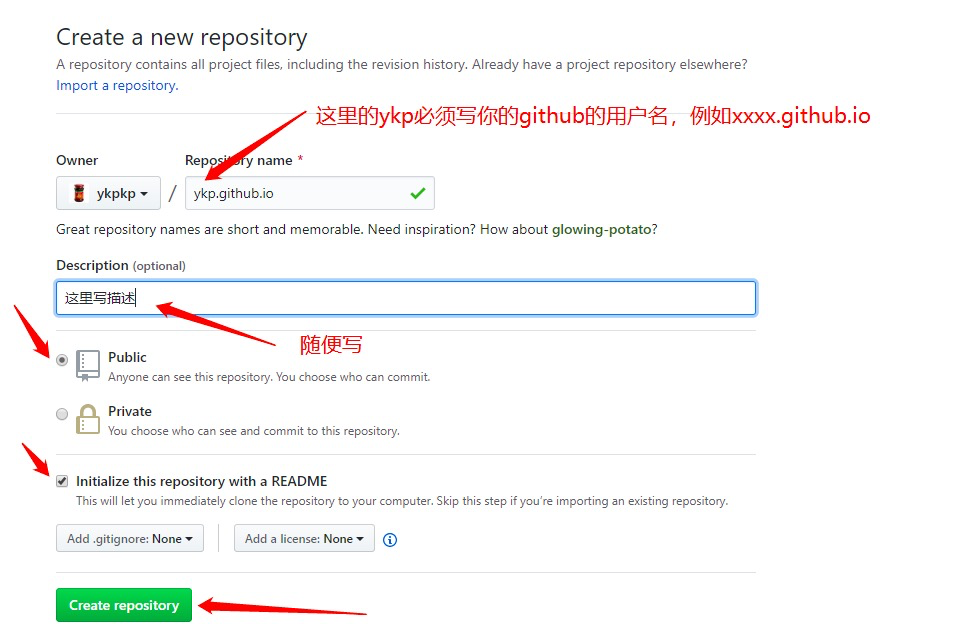 Create a new repository
A repository contains all project files, including the revision history. Already have a project repository elsewhere?
Import a repository.
这里的ykp必须写你的github的用户名，例如xxxx.github.io
Owner
Repository name *
ykpkp
/
ykp.github.io
Great repository names are short and memorable. Need inspiration? How about glowing-potato?
Description (optional)
这里写描述
随便写
Public
Anyone can see this repository. You choose who can commit.
Private
You choose who can see and commit to this repository.
Initialize this repository with a README
This will let you immediately clone the repository to your computer. Skip this step if you’re importing an existing repository.
Add .gitignore: None
Add a license: None
Create repository